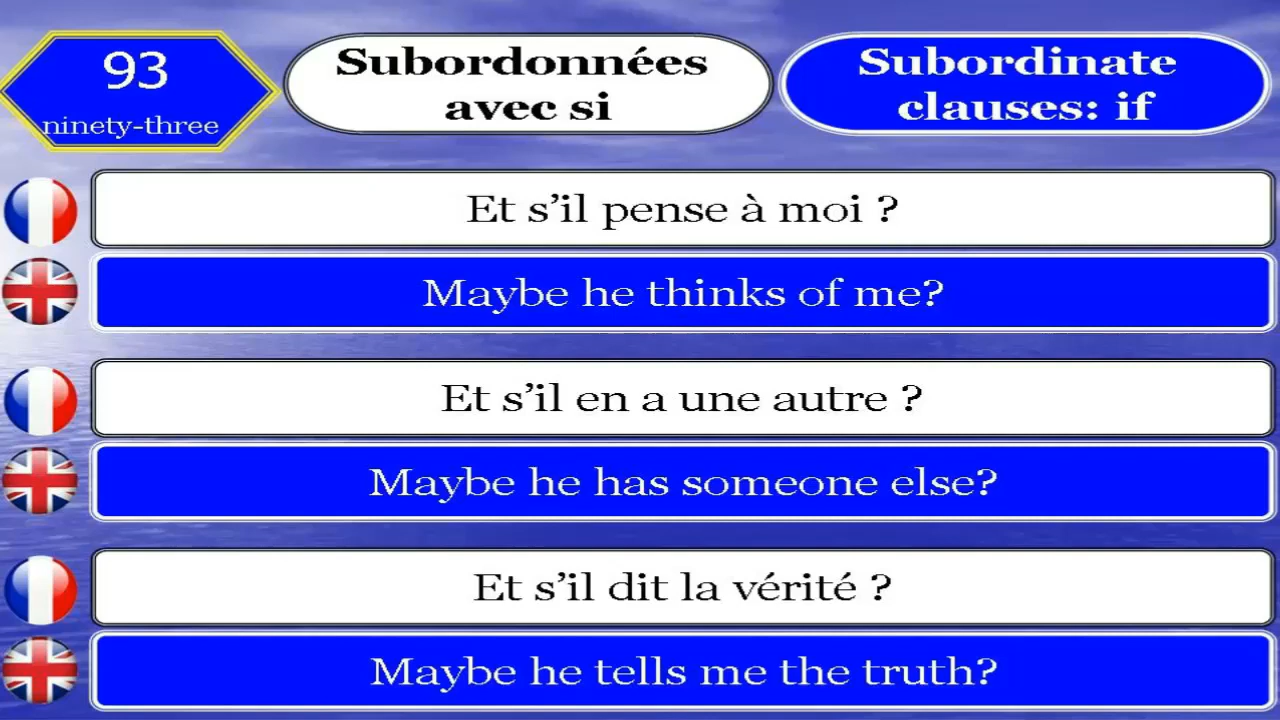 93
ninety-three
Subordonnées
avec si
Subordinate
clauses: if
Et s’il pense à moi ?
Maybe he thinks of me?
Et s’il en a une autre ?
Maybe he has someone else?
Et s’il dit la vérité ?
Maybe he tells me the truth?